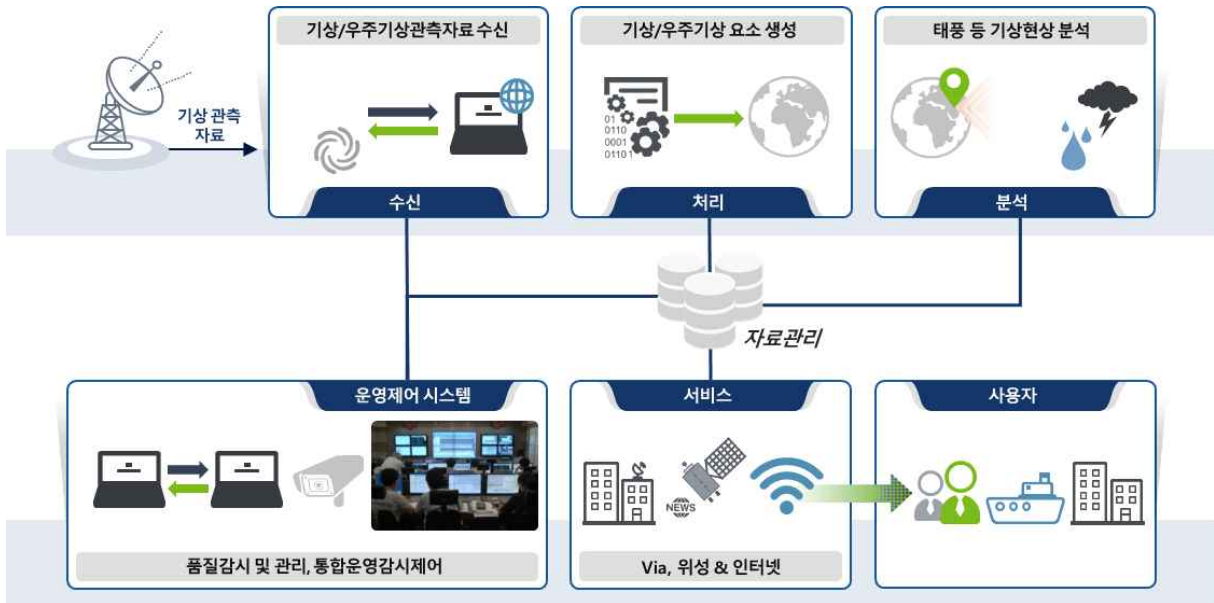 기상/우주기상관측자료 수신
기상/우주기상 요소 생성
태풍 등 기상현상 분석
기상 관측
자료
01
0110
0001
0110 1
수신
처리
분석
자료관리
운영제어 시스템
서비스
사용자
NEWS
품질감시 및 관리, 통합운영감시제어
Via, 위성 & 인터넷